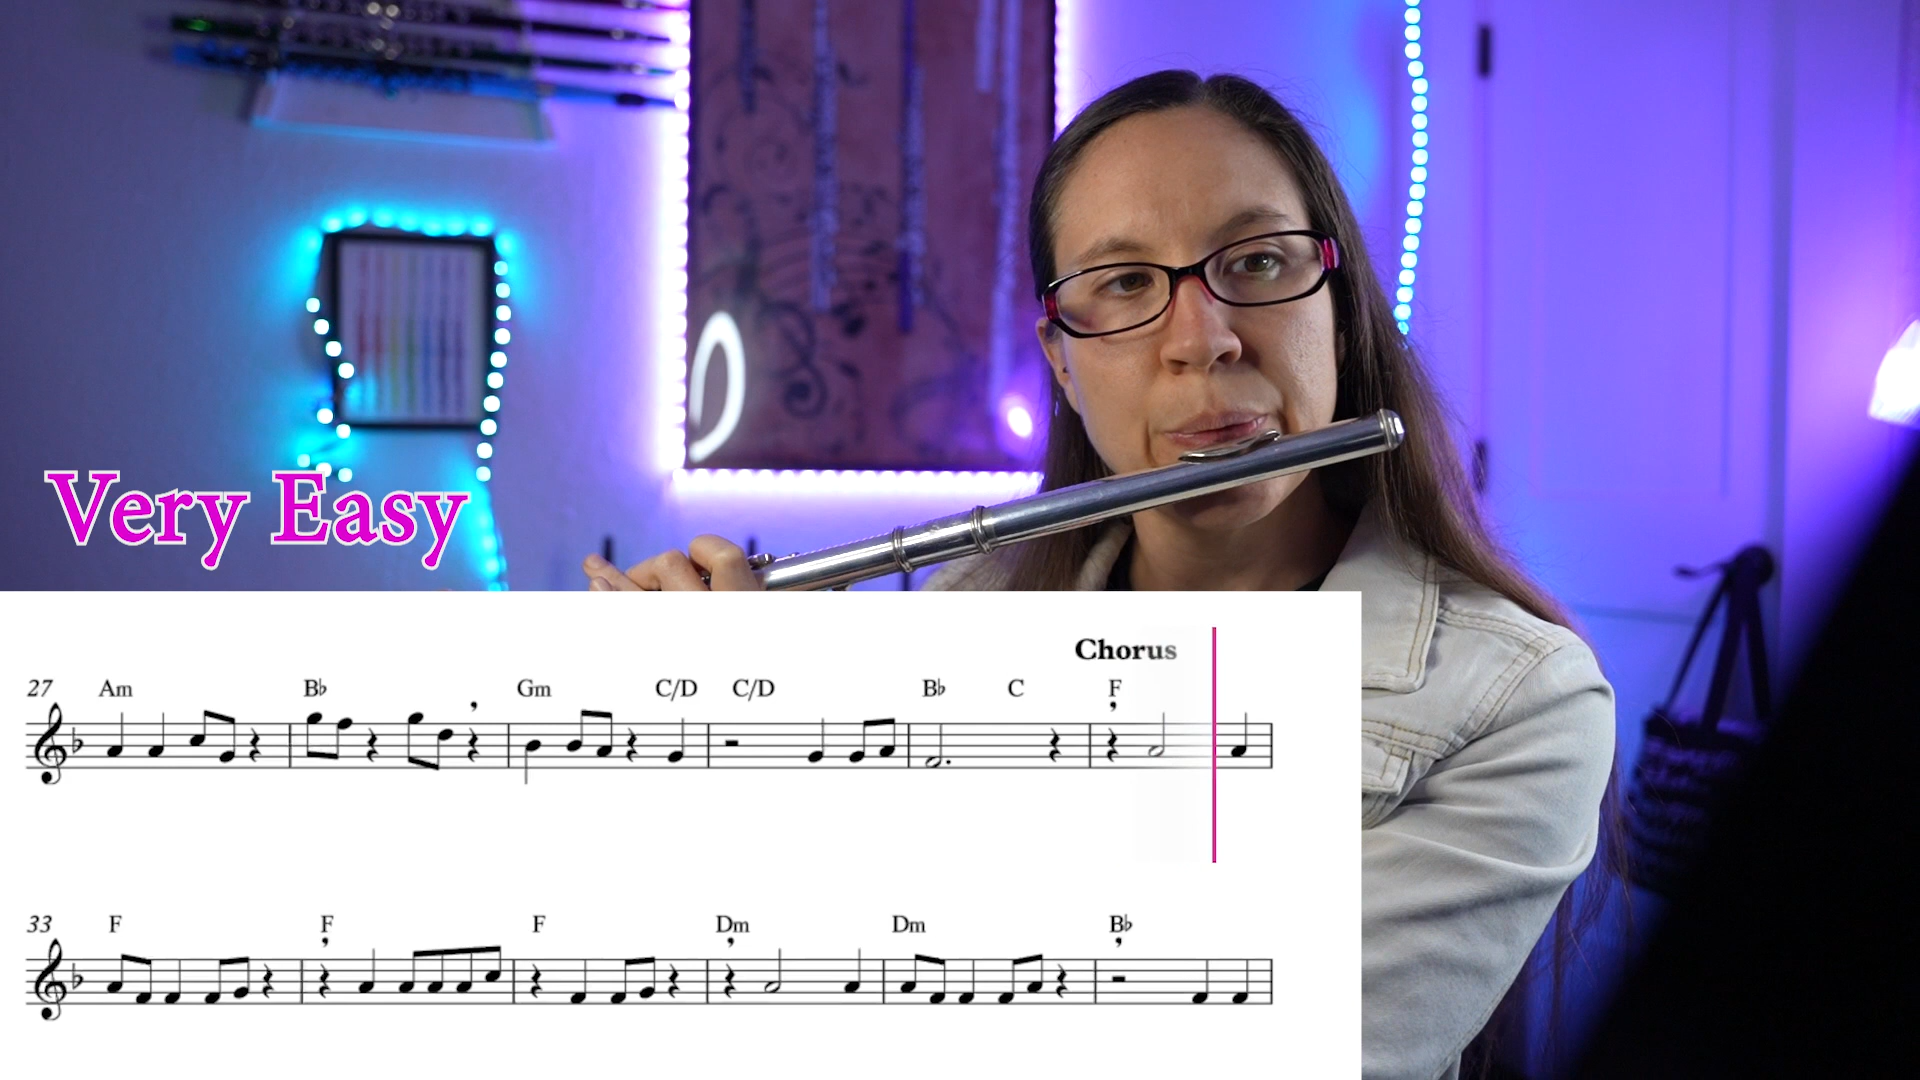 Very Easy
Chorus
27 Am B♭ Gm C/D C/D B♭ C F
33 F F F Dm Dm B♭